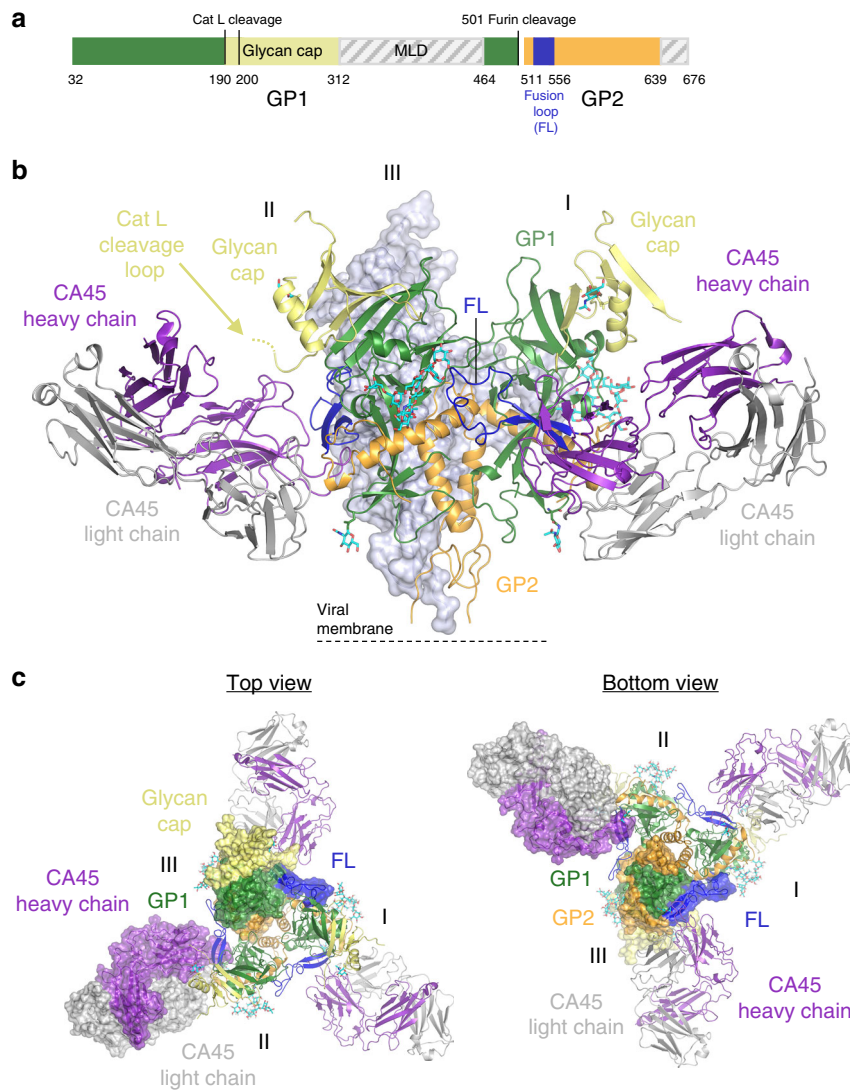 a
Cat L cleavage
501 Furin cleavage
Glycan cap
MLD
32
190
200
312
464
511
556
639
676
GP1
Fusion
loop
(FL)
GP2
b
III
II
I
Cat L
cleavage
loop
Glycan
cap
GP1
Glycan
cap
CA45
heavy chain
FL
CA45
heavy chain
CA45
light chain
CA45
light chain
GP2
Viral
membrane
c
Top view
Glycan
cap
III
FL
CA45
heavy chain
GP1
I
II
CA45
light chain
Bottom view
II
GP1
I
GP2
FL
III
CA45
light chain
CA45
heavy chain